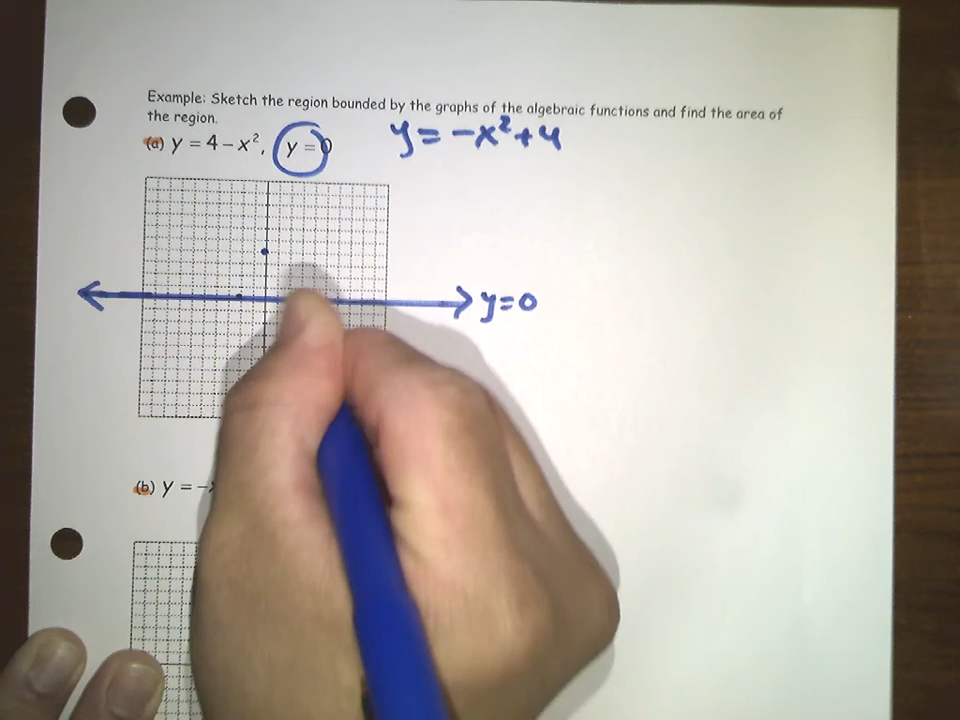 Example: Sketch the region bounded by the graphs of the algebraic functions and find the area of
the region.
(a) y = 4 – x², y = 0
y = -x² + 4
y = 0
(b) y = –